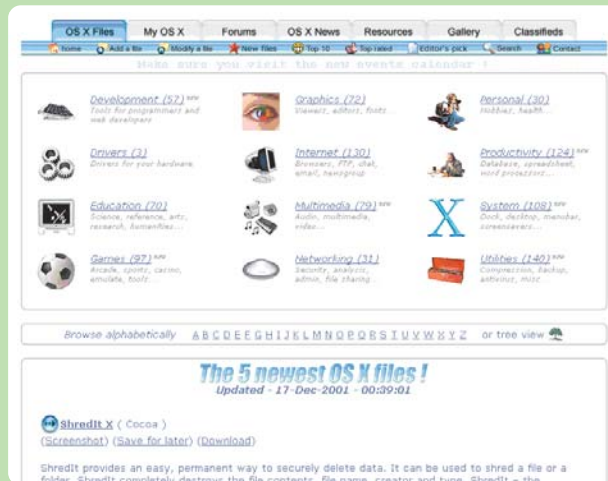 OS X Files My OS X Forums OS X News Resources Gallery Classifieds
home Add a file Modify a file New files Top 10 Top rated Editor's pick Search Contact
Make sure you visit the new events calendar !
Development (57) new
Tools for programmers and
web developers
Graphics (72)
Viewers, editors, fonts...
Personal (30)
Hobbies, health...
Drivers (3)
Drivers for your hardware
Internet (130)
Browsers, FTP, chat,
email, newsgroup
Productivity (124) new
Database, spreadsheet,
word processors...
Education (70)
Science, reference, arts,
research, humanities...
Multimedia (79) new
Audio, multimedia,
video...
System (108) new
Dock, desktop, menubar,
screensavers...
Games (97) new
Arcade, sports, casino,
emulate, tools...
Networking (31)
Security, analysis,
admin, file sharing
Utilities (140) new
Compression, backup,
antivirus, misc...
Browse alphabetically A B C D E F G H I J K L M N O P Q R S T U V W X Y Z or tree view
The 5 newest OS X files !
Updated - 17-Dec-2001 - 00:39:01
ShredIt X ( Cocoa )
(Screenshot) (Save for later) (Download)
ShredIt provides an easy, permanent way to securely delete data. It can be used to shred a file or a
folder. ShredIt completely destroys the file contents, file name, creator and type. ShredIt - the